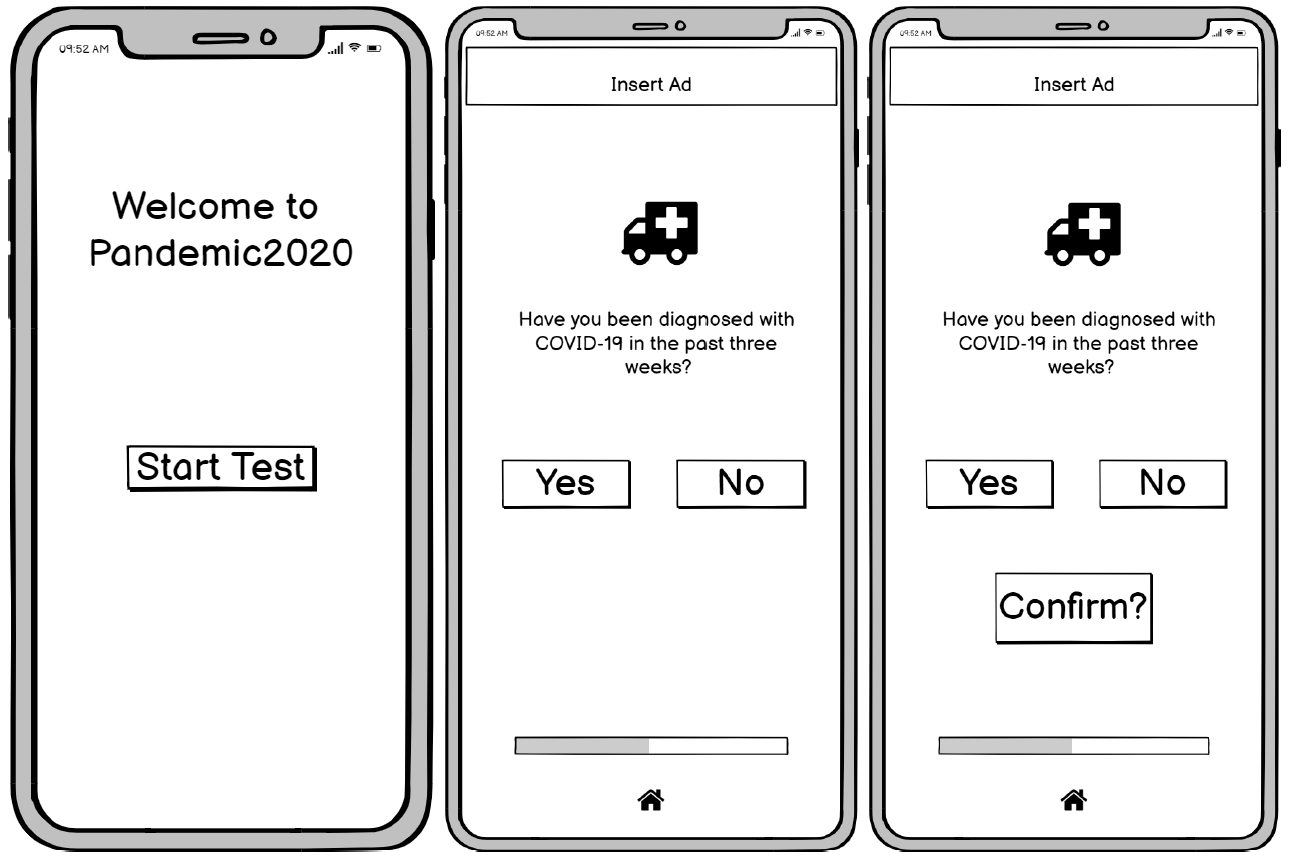 09:52 AM
Welcome to
Pandemic2020
Start Test
09:52 AM
Insert Ad
Have you been diagnosed with
COVID-19 in the past three
weeks?
Yes No
09:52 AM
Insert Ad
Have you been diagnosed with
COVID-19 in the past three
weeks?
Yes No
Confirm?